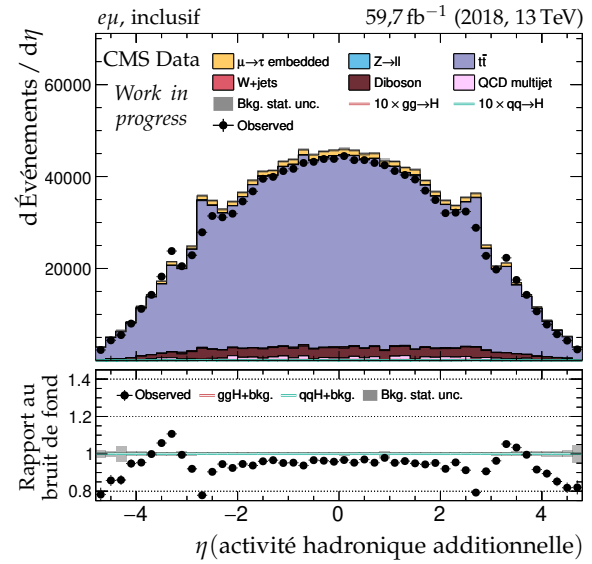 eμ, inclusif 59,7 fb⁻¹ (2018, 13 TeV)
d Événements / dη
60000
40000
20000
CMS Data
Work in
progress
μ→τ embedded Z→ll tt̄
W+jets Diboson QCD multijet
Bkg. stat. unc. 10 × gg→H 10 × qq→H
Observed
Rapport au
bruit de fond
1.4
1.2
1
0.8
Observed ggH+bkg. qqH+bkg. Bkg. stat. unc.
−4 −2 0 2 4
η (activité hadronique additionnelle)